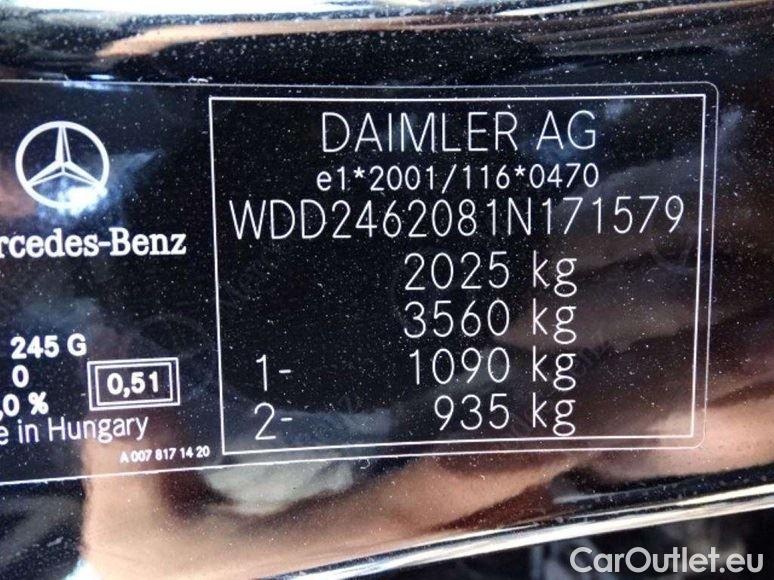 DAIMLER AG
e1*2001/116*0470
WDD2462081N171579
2025 kg
3560 kg
1- 1090 kg
2- 935 kg
rcedes-Benz
245 G
0
,0 %
0,51
e in Hungary
A 007 817 14 20
CarOutlet.eu